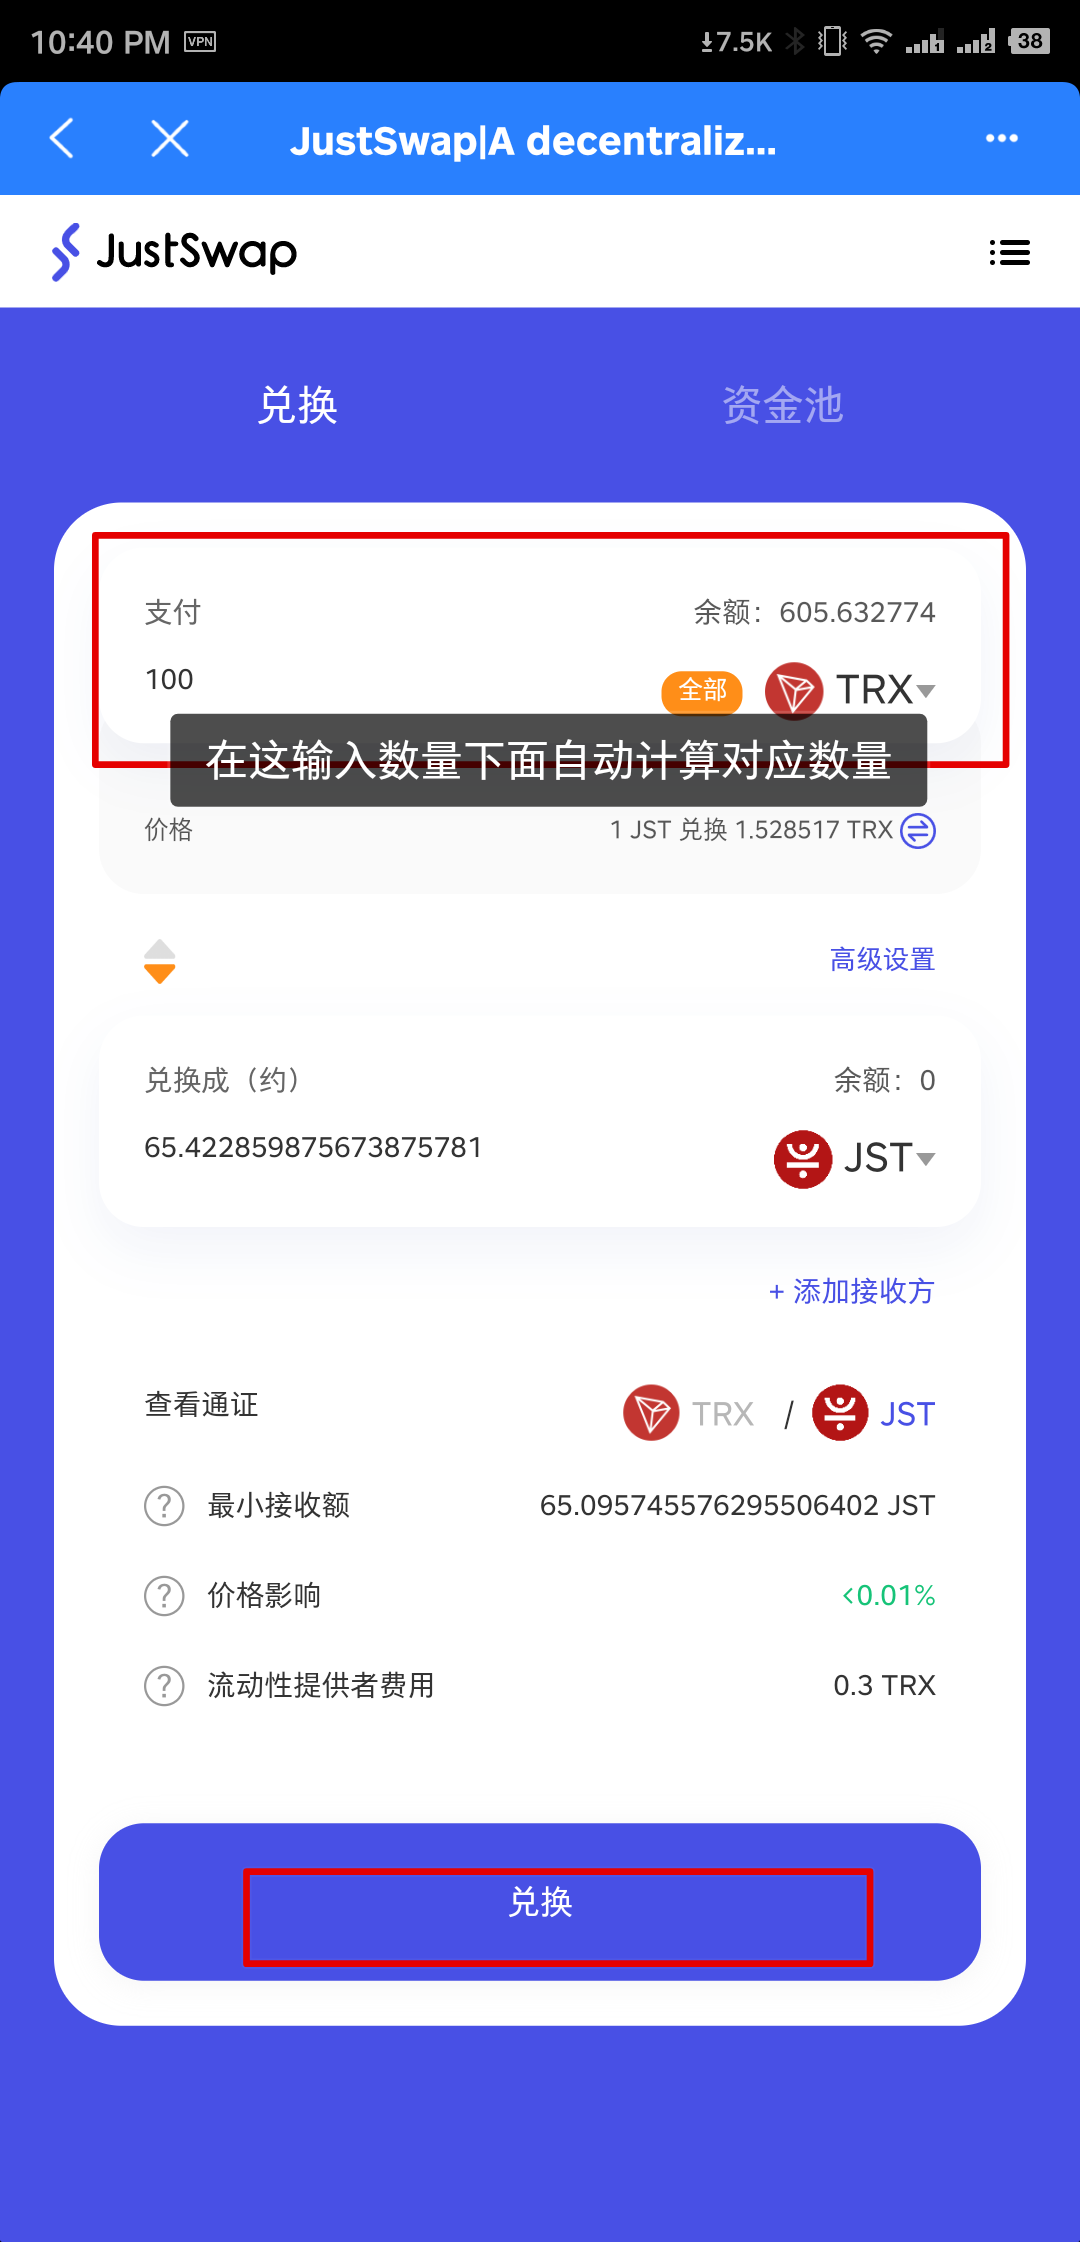 10:40 PM VPN 7.5K 1 2 38
JustSwap|A decentraliz...
JustSwap
兑换 资金池
支付 余额：605.632774
100 全部 TRX
在这输入数量下面自动计算对应数量
价格 1 JST 兑换 1.528517 TRX
高级设置
兑换成（约） 余额：0
65.422859875673875781 JST
+ 添加接收方
查看通证 TRX / JST
? 最小接收额 65.095745576295506402 JST
? 价格影响 <0.01%
? 流动性提供者费用 0.3 TRX
兑换